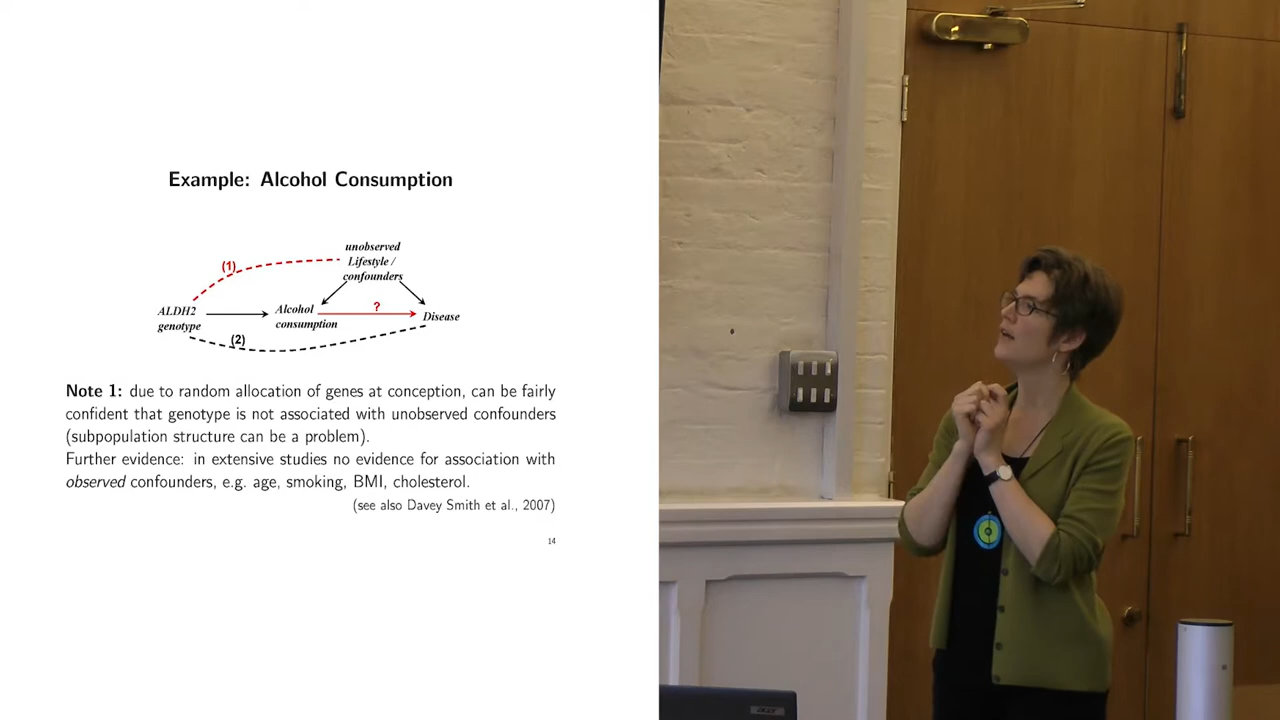 Example: Alcohol Consumption
unobserved
Lifestyle /
confounders
(1)
ALDH2
genotype
Alcohol
consumption
?
Disease
(2)
Note 1: due to random allocation of genes at conception, can be fairly
confident that genotype is not associated with unobserved confounders
(subpopulation structure can be a problem).
Further evidence: in extensive studies no evidence for association with
observed confounders, e.g. age, smoking, BMI, cholesterol.
(see also Davey Smith et al., 2007)
14
acer